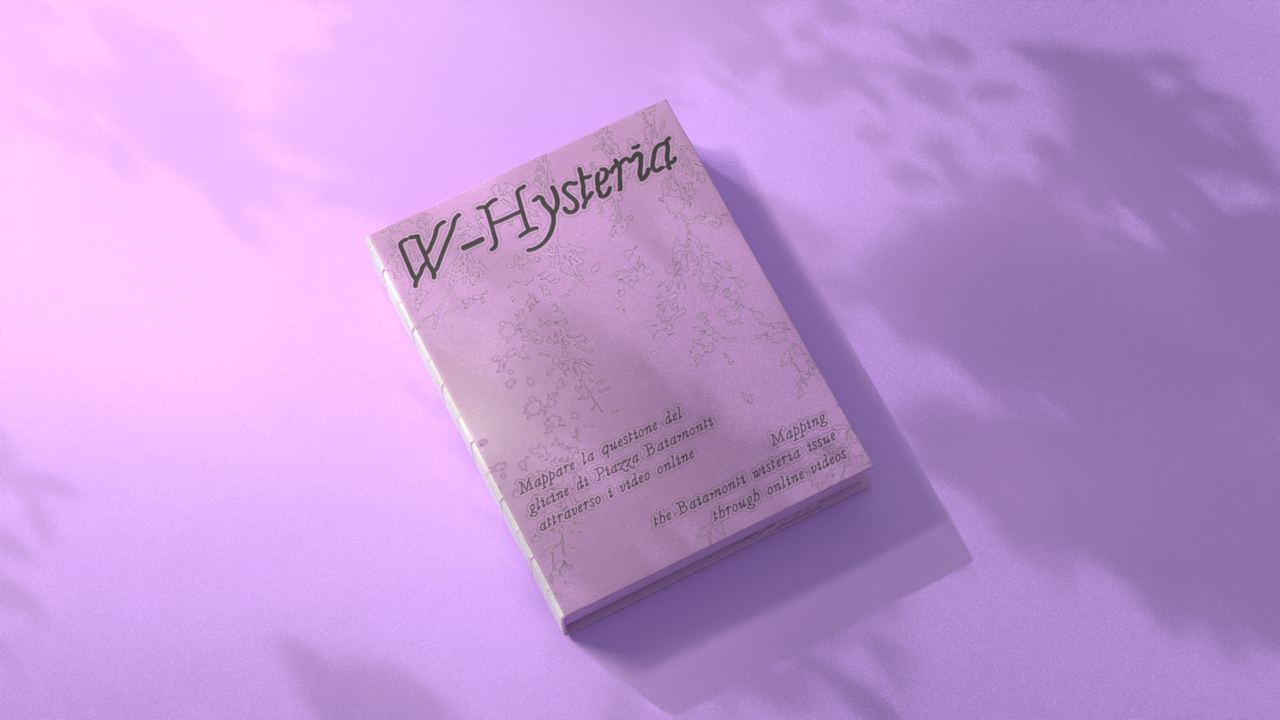 W-Hysteria
Mappare la questione del
glicine di Piazza Baiamonti
attraverso i video online
Mapping
the Baiamonti wisteria issue
through online videos